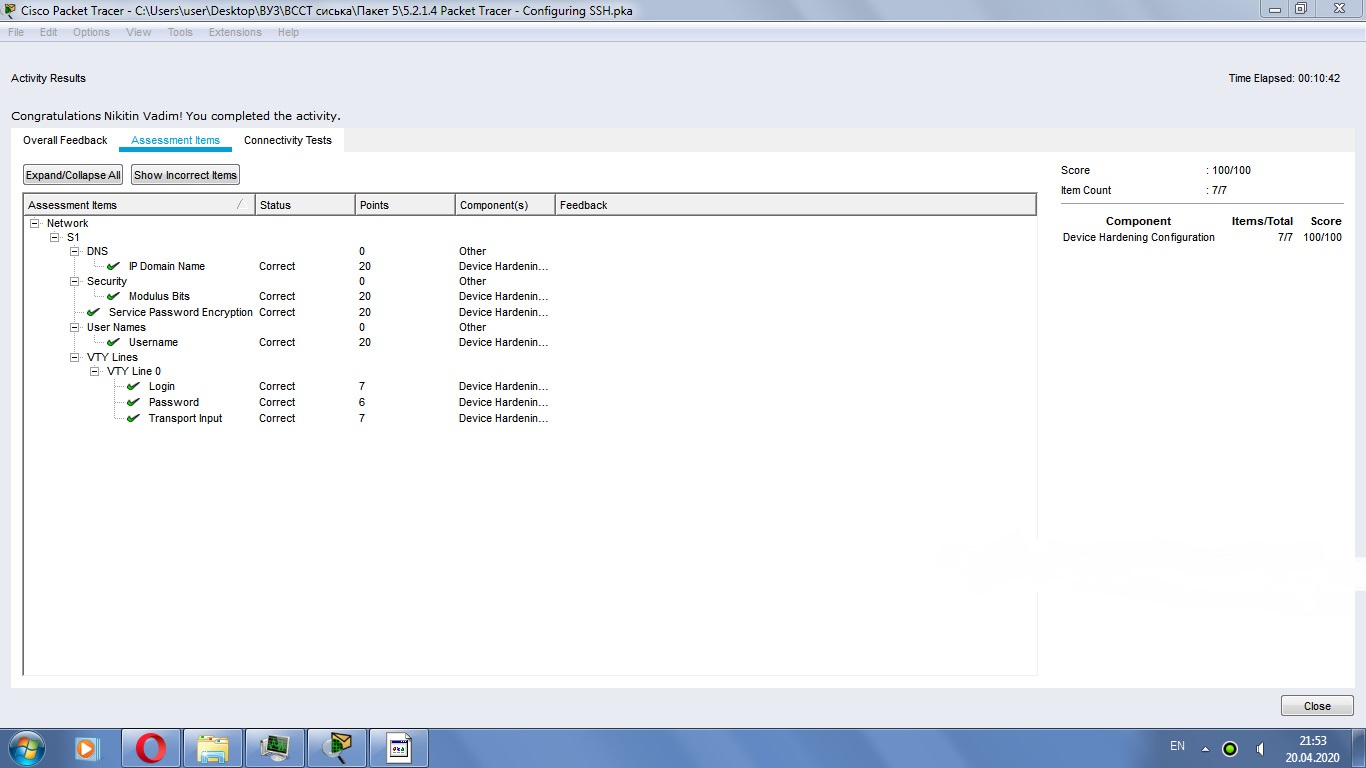 Cisco Packet Tracer - C:\Users\user\Desktop\ВУЗ\ВССТ сиська\Пакет 5\5.2.1.4 Packet Tracer - Configuring SSH.pka
File Edit Options View Tools Extensions Help
Activity Results
Time Elapsed: 00:10:42
Congratulations Nikitin Vadim! You completed the activity.
Overall Feedback Assessment Items Connectivity Tests
Expand/Collapse All Show Incorrect Items
Score : 100/100
Item Count : 7/7
Component Items/Total Score
Device Hardening Configuration 7/7 100/100
Assessment Items Status Points Component(s) Feedback
Network
S1
DNS 0 Other
IP Domain Name Correct 20 Device Hardenin...
Security 0 Other
Modulus Bits Correct 20 Device Hardenin...
Service Password Encryption Correct 20 Device Hardenin...
User Names 0 Other
Username Correct 20 Device Hardenin...
VTY Lines
VTY Line 0
Login Correct 7 Device Hardenin...
Password Correct 6 Device Hardenin...
Transport Input Correct 7 Device Hardenin...
Close
EN
21:53
20.04.2020